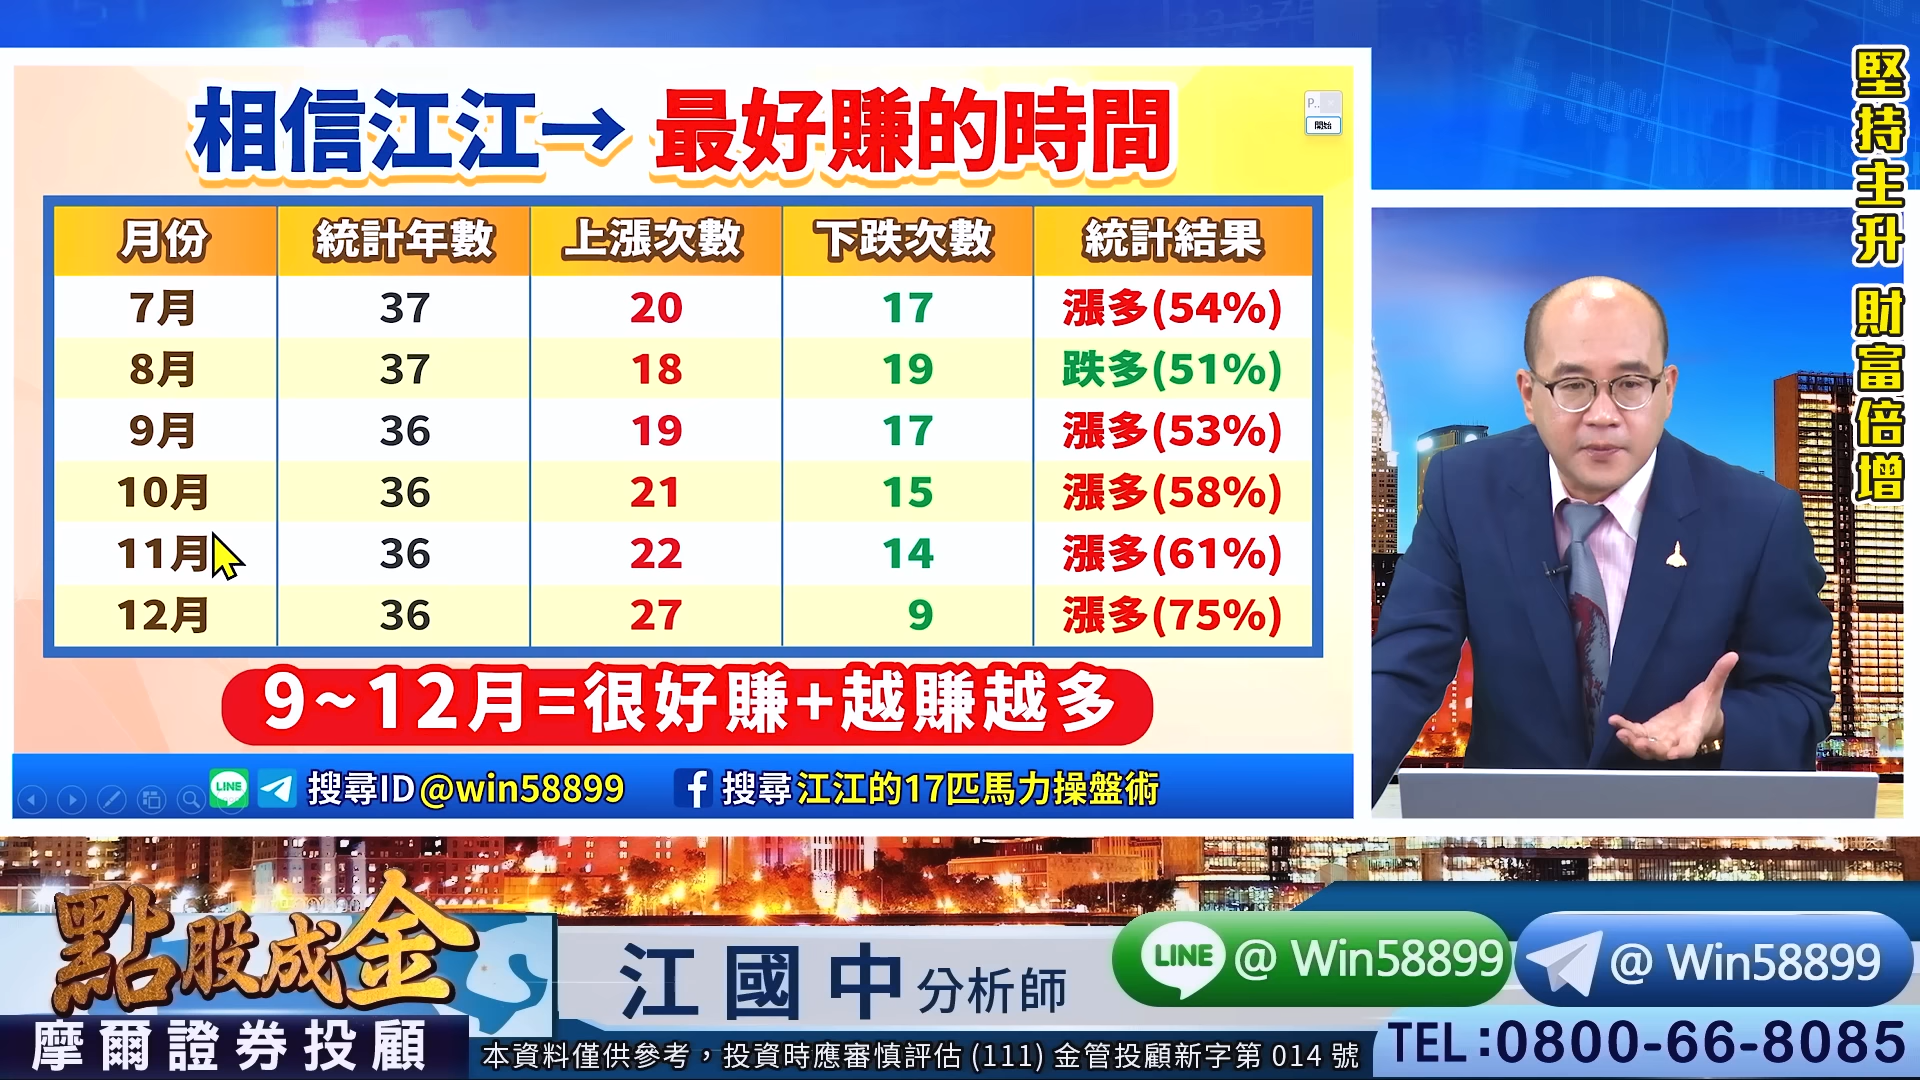 相信江江→最好賺的時間
P..
開始
月份 統計年數 上漲次數 下跌次數 統計結果
7月 37 20 17 漲多(54%)
8月 37 18 19 跌多(51%)
9月 36 19 17 漲多(53%)
10月 36 21 15 漲多(58%)
11月 36 22 14 漲多(61%)
12月 36 27 9 漲多(75%)
9~12月=很好賺+越賺越多
LINE 搜尋ID@win58899 f 搜尋江江的17匹馬力操盤術
堅持主升 財富倍增
點股成金
摩爾證券投顧
江國中分析師
LINE @ Win58899
@ Win58899
本資料僅供參考，投資時應審慎評估 (111) 金管投顧新字第 014 號
TEL:0800-66-8085